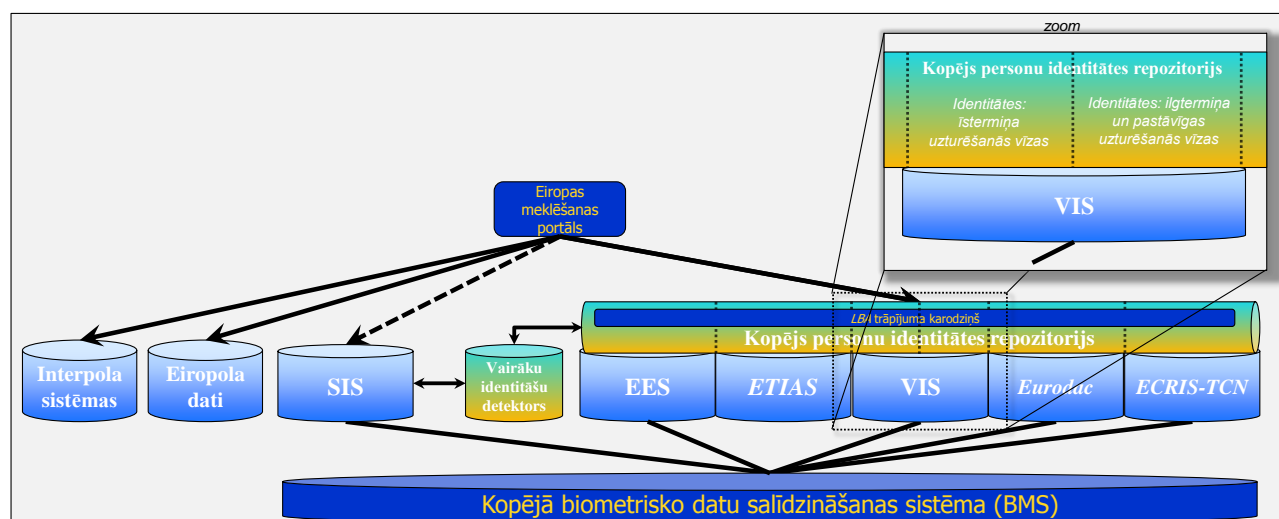 zoom
Kopējs personu identitātes repozitorijs
Identitātes:
īstermiņa
uzturēšanās vīzas
Identitātes: ilgtermiņa
un pastāvīgas
uzturēšanās vīzas
VIS
Eiropas
meklēšanas
portāls
LEA trāpījuma karodziņš
Kopējs personu identitātes repozitorijs
Interpola
sistēmas
Eiropola
dati
SIS
Vairāku
identitāšu
detektors
EES
ETIAS
VIS
Eurodac
ECRIS-TCN
Kopējā biometrisko datu salīdzināšanas sistēma (BMS)